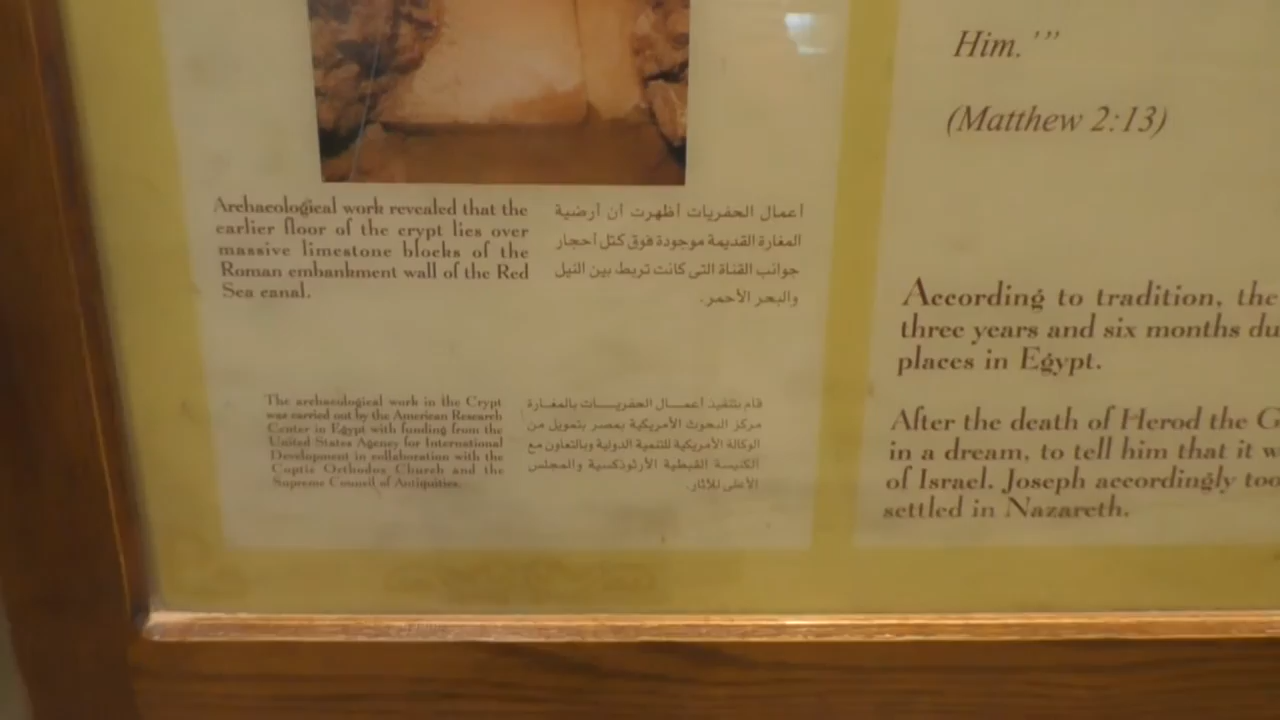 Archaeological work revealed that the
earlier floor of the crypt lies over
massive limestone blocks of the
Roman embankment wall of the Red
Sea canal.
أعمال الحفريات أظهرت أن أرضية
المغارة القديمة موجودة فوق كتل أحجار
جوانب القناة التى كانت تربط بين النيل
والبحر الأحمر.
The archaeological work in the Crypt
was carried out by the American Research
Center in Egypt with funding from the
United States Agency for International
Development in collaboration with the
Coptic Orthodox Church and the
Supreme Council of Antiquities.
قام بتنفيذ أعمــال الحفريـــات بالمغــارة
مركز البحوث الأمريكية بمصر بتمويل من
الوكالة الأمريكية للتنمية الدولية وبالتعاون مع
الكنيسة القبطية الأرثوذكسية والمجلس
الأعلى للآثار.
Him.'”
(Matthew 2:13)
According to tradition, the
three years and six months du
places in Egypt.
After the death of Herod the G
in a dream, to tell him that it w
of Israel. Joseph accordingly too
settled in Nazareth.